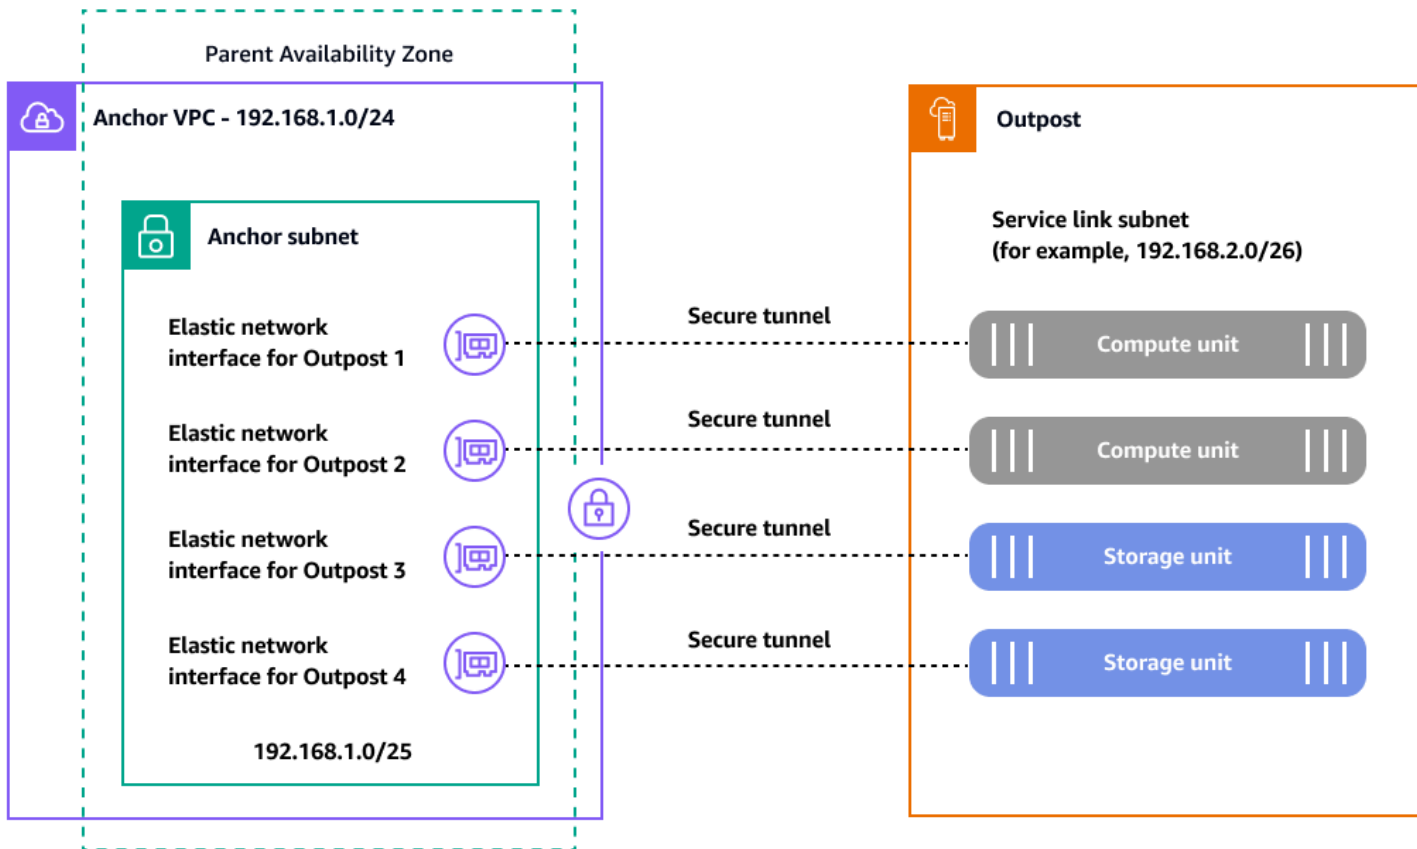 Parent Availability Zone
Anchor VPC - 192.168.1.0/24
Anchor subnet
Elastic network
interface for Outpost 1
Elastic network
interface for Outpost 2
Elastic network
interface for Outpost 3
Elastic network
interface for Outpost 4
192.168.1.0/25
Secure tunnel
Secure tunnel
Secure tunnel
Secure tunnel
Outpost
Service link subnet
(for example, 192.168.2.0/26)
Compute unit
Compute unit
Storage unit
Storage unit